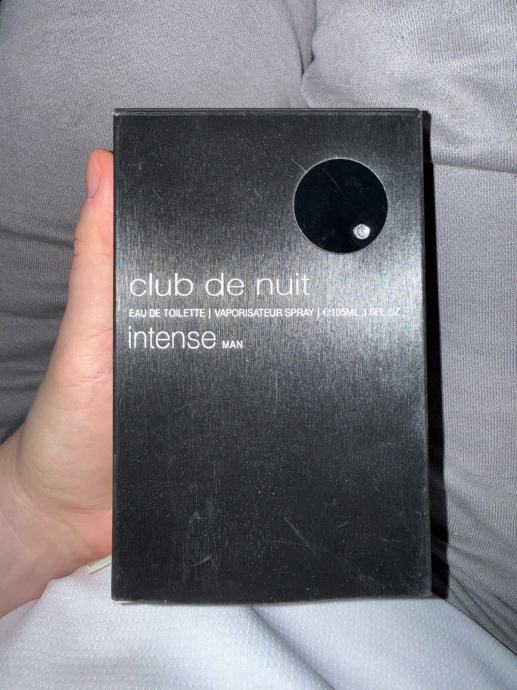 club de nuit
EAU DE TOILETTE | VAPORISATEUR SPRAY | ℮105ML 3.6FL.OZ.
intense MAN